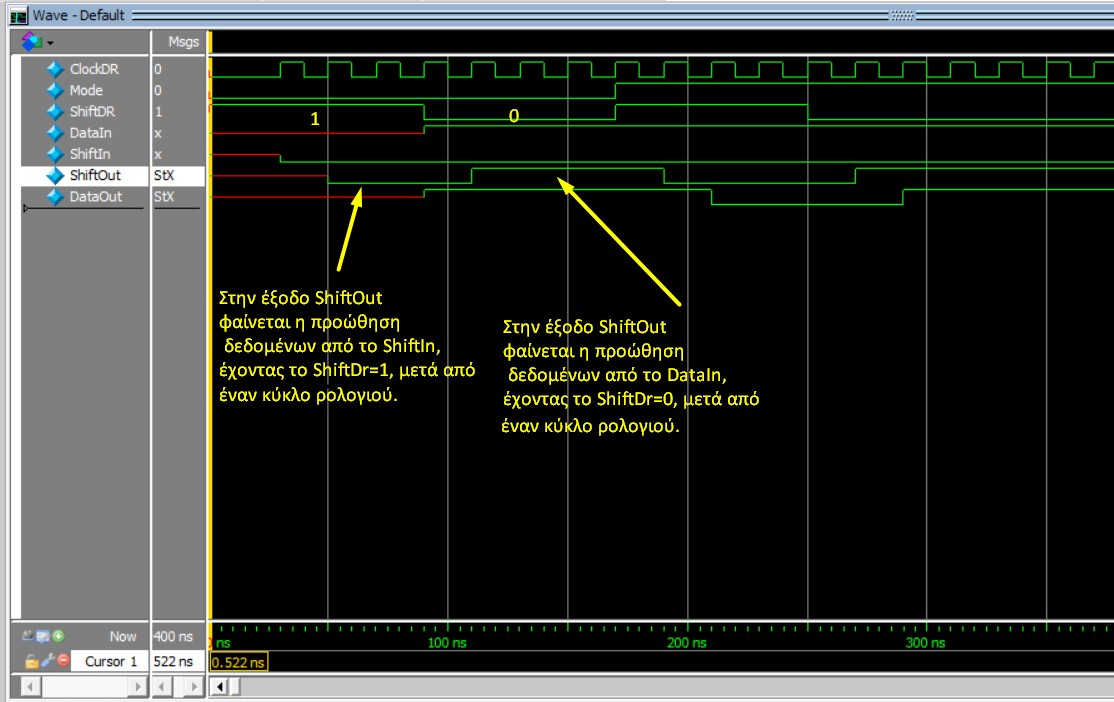 Wave - Default
Msgs
ClockDR 0
Mode 0
ShiftDR 1
DataIn x
ShiftIn x
ShiftOut StX
DataOut StX
1
0
Στην έξοδο ShiftOut
φαίνεται η προώθηση
δεδομένων από το ShiftIn,
έχοντας το ShiftDr=1, μετά από
έναν κύκλο ρολογιού.
Στην έξοδο ShiftOut
φαίνεται η προώθηση
δεδομένων από το DataIn,
έχοντας το ShiftDr=0, μετά από
έναν κύκλο ρολογιού.
Now 400 ns
ns 100 ns 200 ns 300 ns
Cursor 1 522 ns
0.522 ns